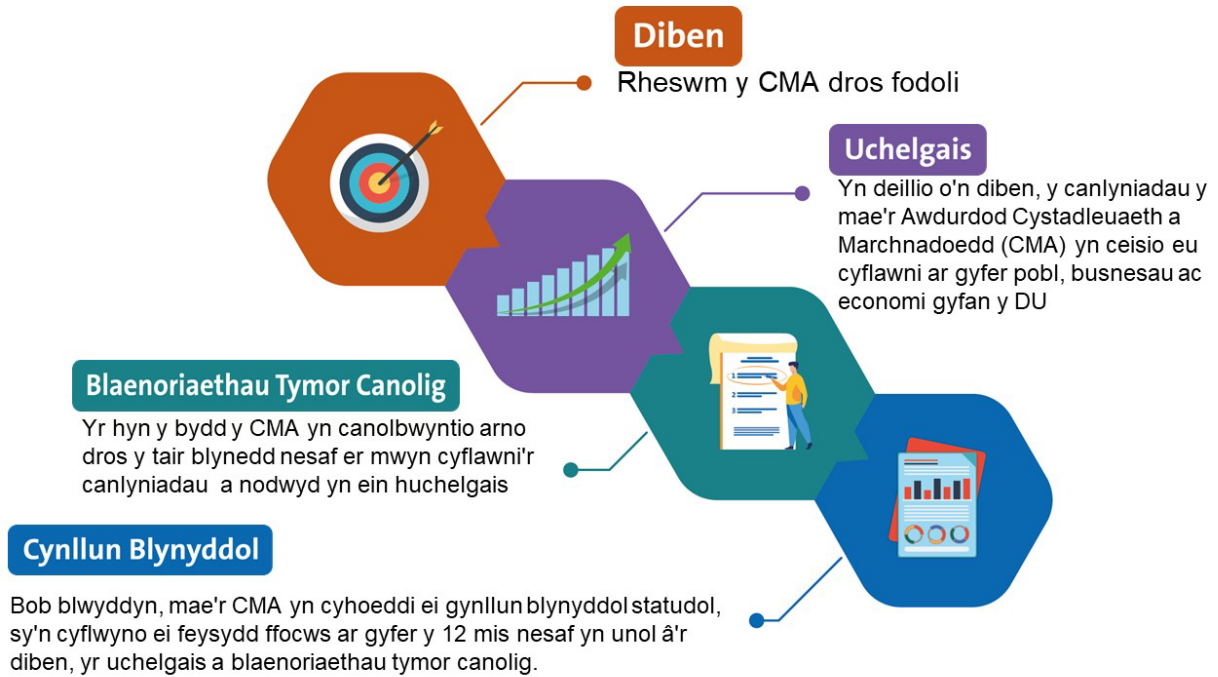 Diben
Rheswm y CMA dros fodoli
Uchelgais
Yn deillio o'n diben, y canlyniadau y
mae'r Awdurdod Cystadleuaeth a
Marchnadoedd (CMA) yn ceisio eu
cyflawni ar gyfer pobl, busnesau ac
economi gyfan y DU
Blaenoriaethau Tymor Canolig
Yr hyn y bydd y CMA yn canolbwyntio arno
dros y tair blynedd nesaf er mwyn cyflawni'r
canlyniadau a nodwyd yn ein huchelgais
1
2
3
Cynllun Blynyddol
Bob blwyddyn, mae'r CMA yn cyhoeddi ei gynllun blynyddol statudol,
sy'n cyflwyno ei feysydd ffocws ar gyfer y 12 mis nesaf yn unol â'r
diben, yr uchelgais a blaenoriaethau tymor canolig.